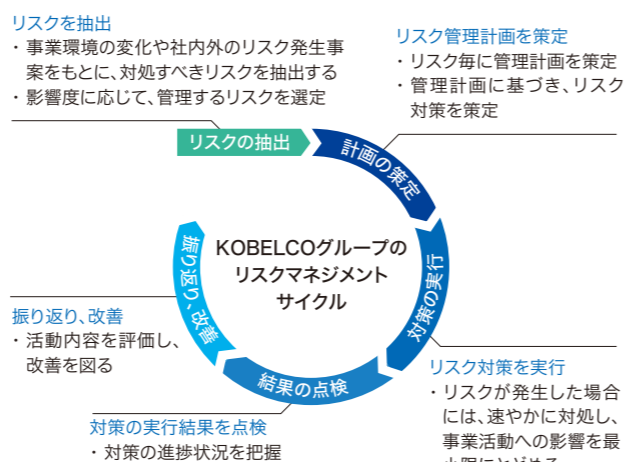 リスクを抽出
・ 事業環境の変化や社内外のリスク発生事
案をもとに、対処すべきリスクを抽出する
・ 影響度に応じて、管理するリスクを選定
リスク管理計画を策定
・ リスク毎に管理計画を策定
・ 管理計画に基づき、リスク
対策を策定
リスクの抽出
計画の策定
対策の実行
結果の点検
振り返り、改善
KOBELCOグループの
リスクマネジメント
サイクル
リスク対策を実行
・ リスクが発生した場合
には、速やかに対処し、
事業活動への影響を最
小限にとどめる
対策の実行結果を点検
・ 対策の進捗状況を把握
振り返り、改善
・ 活動内容を評価し、
改善を図る